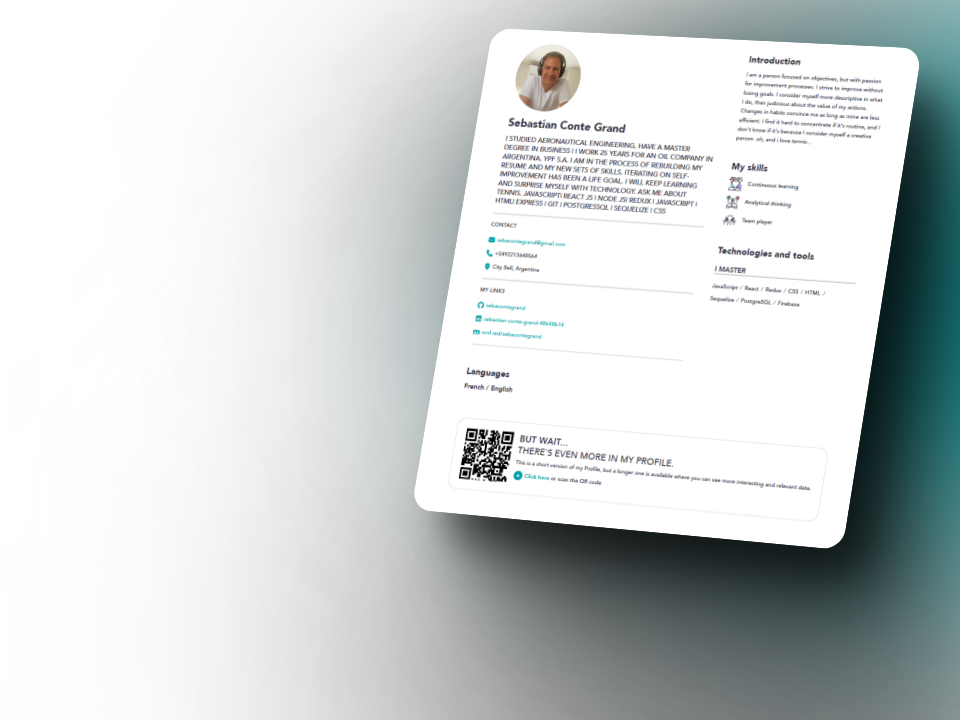 Sebastian Conte Grand
I STUDIED AERONAUTICAL ENGINEERING, HAVE A MASTER
DEGREE IN BUSINESS | I WORK 25 YEARS FOR AN OIL COMPANY IN
ARGENTINA, YPF S.A. I AM IN THE PROCESS OF REBUILDING MY
RESUME AND MY NEW SETS OF SKILLS. ITERATING ON SELF-
IMPROVEMENT HAS BEEN A LIFE GOAL. I WILL KEEP LEARNING
AND SURPRISE MYSELF WITH TECHNOLOGY. ASK ME ABOUT
TENNIS, JAVASCRIPT| REACT JS | NODE JS| REDUX | JAVASCRIPT |
HTML| EXPRESS | GIT | POSTGRESSQL | SEQUELIZE | CSS
CONTACT
sebacontegrand@gmail.com
+5492213648564
City Bell, Argentina
MY LINKS
sebacontegrand
sebastian-conte-grand-48b48b18
mrf.red/sebacontegrand
Languages
French / English
Introduction
I am a person focused on objectives, but with passion
for improvement processes. I strive to improve without
losing goals. I consider myself more descriptive in what
I do, than judicious about the value of my actions.
Changes in habits convince me as long as mine are less
efficient. I find it hard to concentrate if it's routine, and I
don't know if it's because I consider myself a creative
person. oh, and I love tennis..
My skills
Continuous learning
Analytical thinking
Team player
Technologies and tools
I MASTER
JavaScript / React / Redux / CSS / HTML /
Sequelize / PostgreSQL / Firebase
BUT WAIT...
THERE'S EVEN MORE IN MY PROFILE.
This is a short version of my Profile, but a longer one is available where you can see more interesting and relevant data.
Click here or scan the QR code